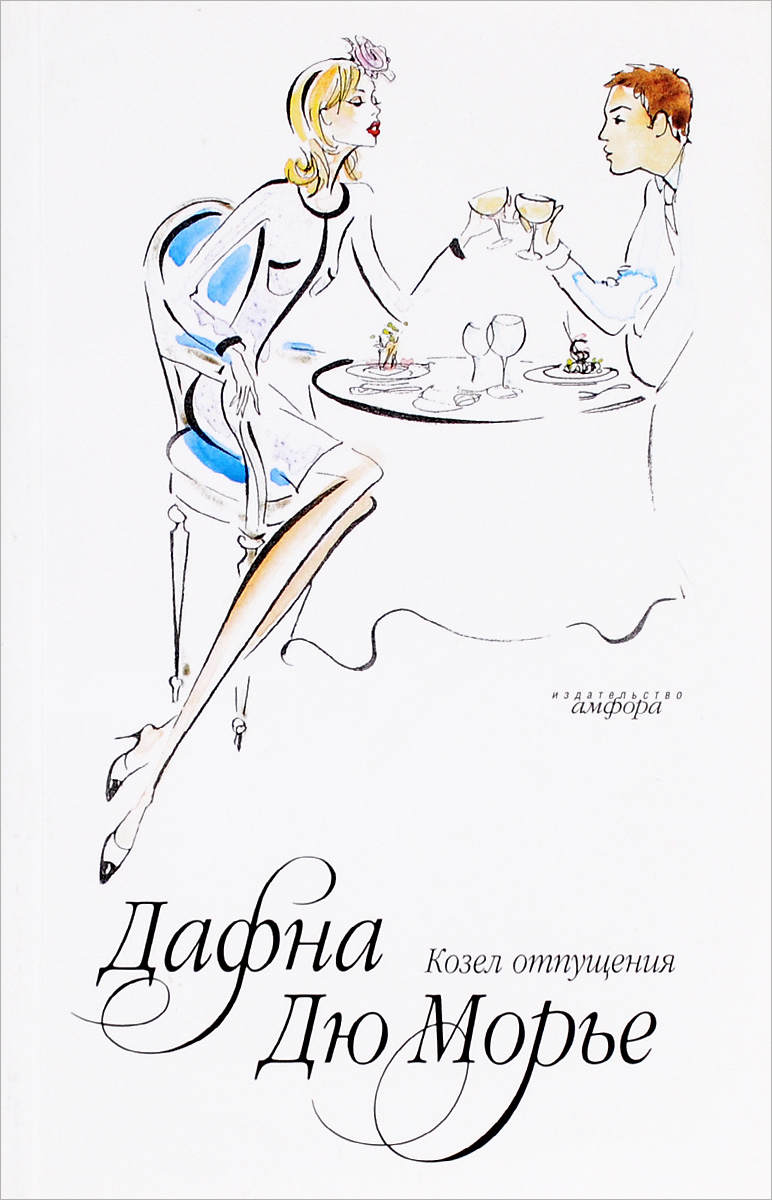 издательство
амфора
Дафна
Козел отпущения
Дю Морье